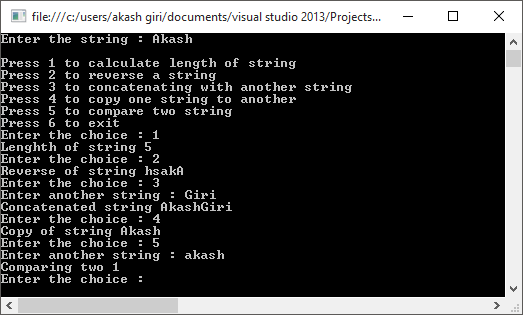 file:///c:/users/akash giri/documents/visual studio 2013/Projects...
Enter the string : Akash
Press 1 to calculate length of string
Press 2 to reverse a string
Press 3 to concatenating with another string
Press 4 to copy one string to another
Press 5 to compare two string
Press 6 to exit
Enter the choice : 1
Lenghth of string 5
Enter the choice : 2
Reverse of string hsakA
Enter the choice : 3
Enter another string : Giri
Concatenated string AkashGiri
Enter the choice : 4
Copy of string Akash
Enter the choice : 5
Enter another string : akash
Comparing two 1
Enter the choice :